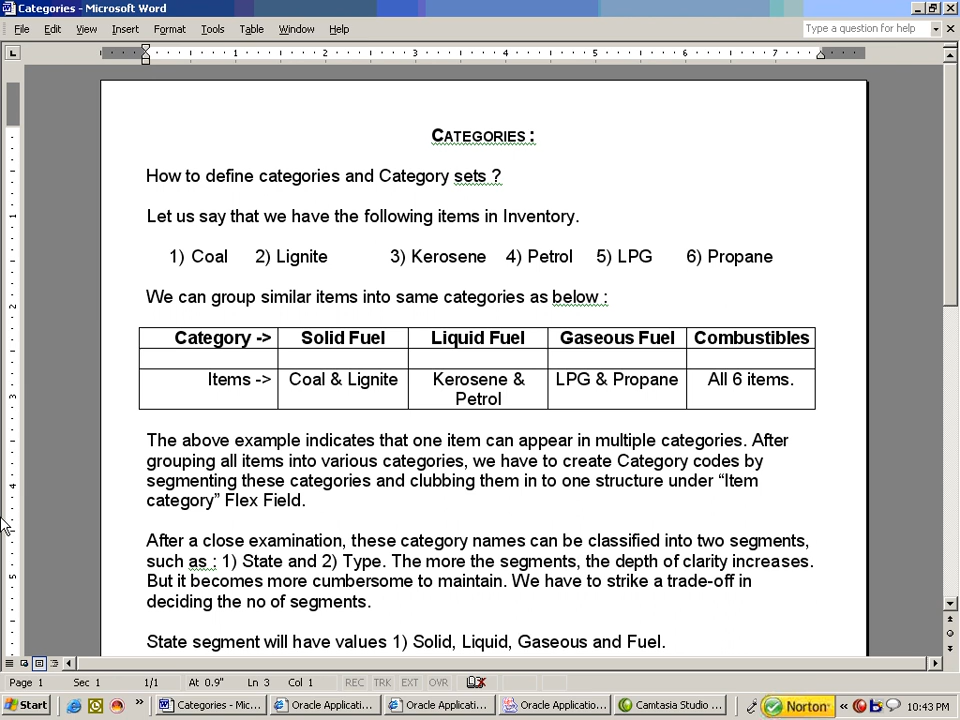 Categories - Microsoft Word
File Edit View Insert Format Tools Table Window Help Type a question for help
1 2 3 4 5 6 7
CATEGORIES :
How to define categories and Category sets ?
Let us say that we have the following items in Inventory.
1) Coal 2) Lignite 3) Kerosene 4) Petrol 5) LPG 6) Propane
We can group similar items into same categories as below :
Category -> Solid Fuel Liquid Fuel Gaseous Fuel Combustibles
Items -> Coal & Lignite Kerosene & Petrol LPG & Propane All 6 items.
The above example indicates that one item can appear in multiple categories. After
grouping all items into various categories, we have to create Category codes by
segmenting these categories and clubbing them in to one structure under “Item
category” Flex Field.
After a close examination, these category names can be classified into two segments,
such as : 1) State and 2) Type. The more the segments, the depth of clarity increases.
But it becomes more cumbersome to maintain. We have to strike a trade-off in
deciding the no of segments.
State segment will have values 1) Solid, Liquid, Gaseous and Fuel.
Page 1 Sec 1 1/1 At 0.9" Ln 3 Col 1 REC TRK EXT OVR
Start Categories - Mic... Oracle Applicati... Oracle Applicati... Oracle Applicatio... Camtasia Studio ... Norton 10:43 PM